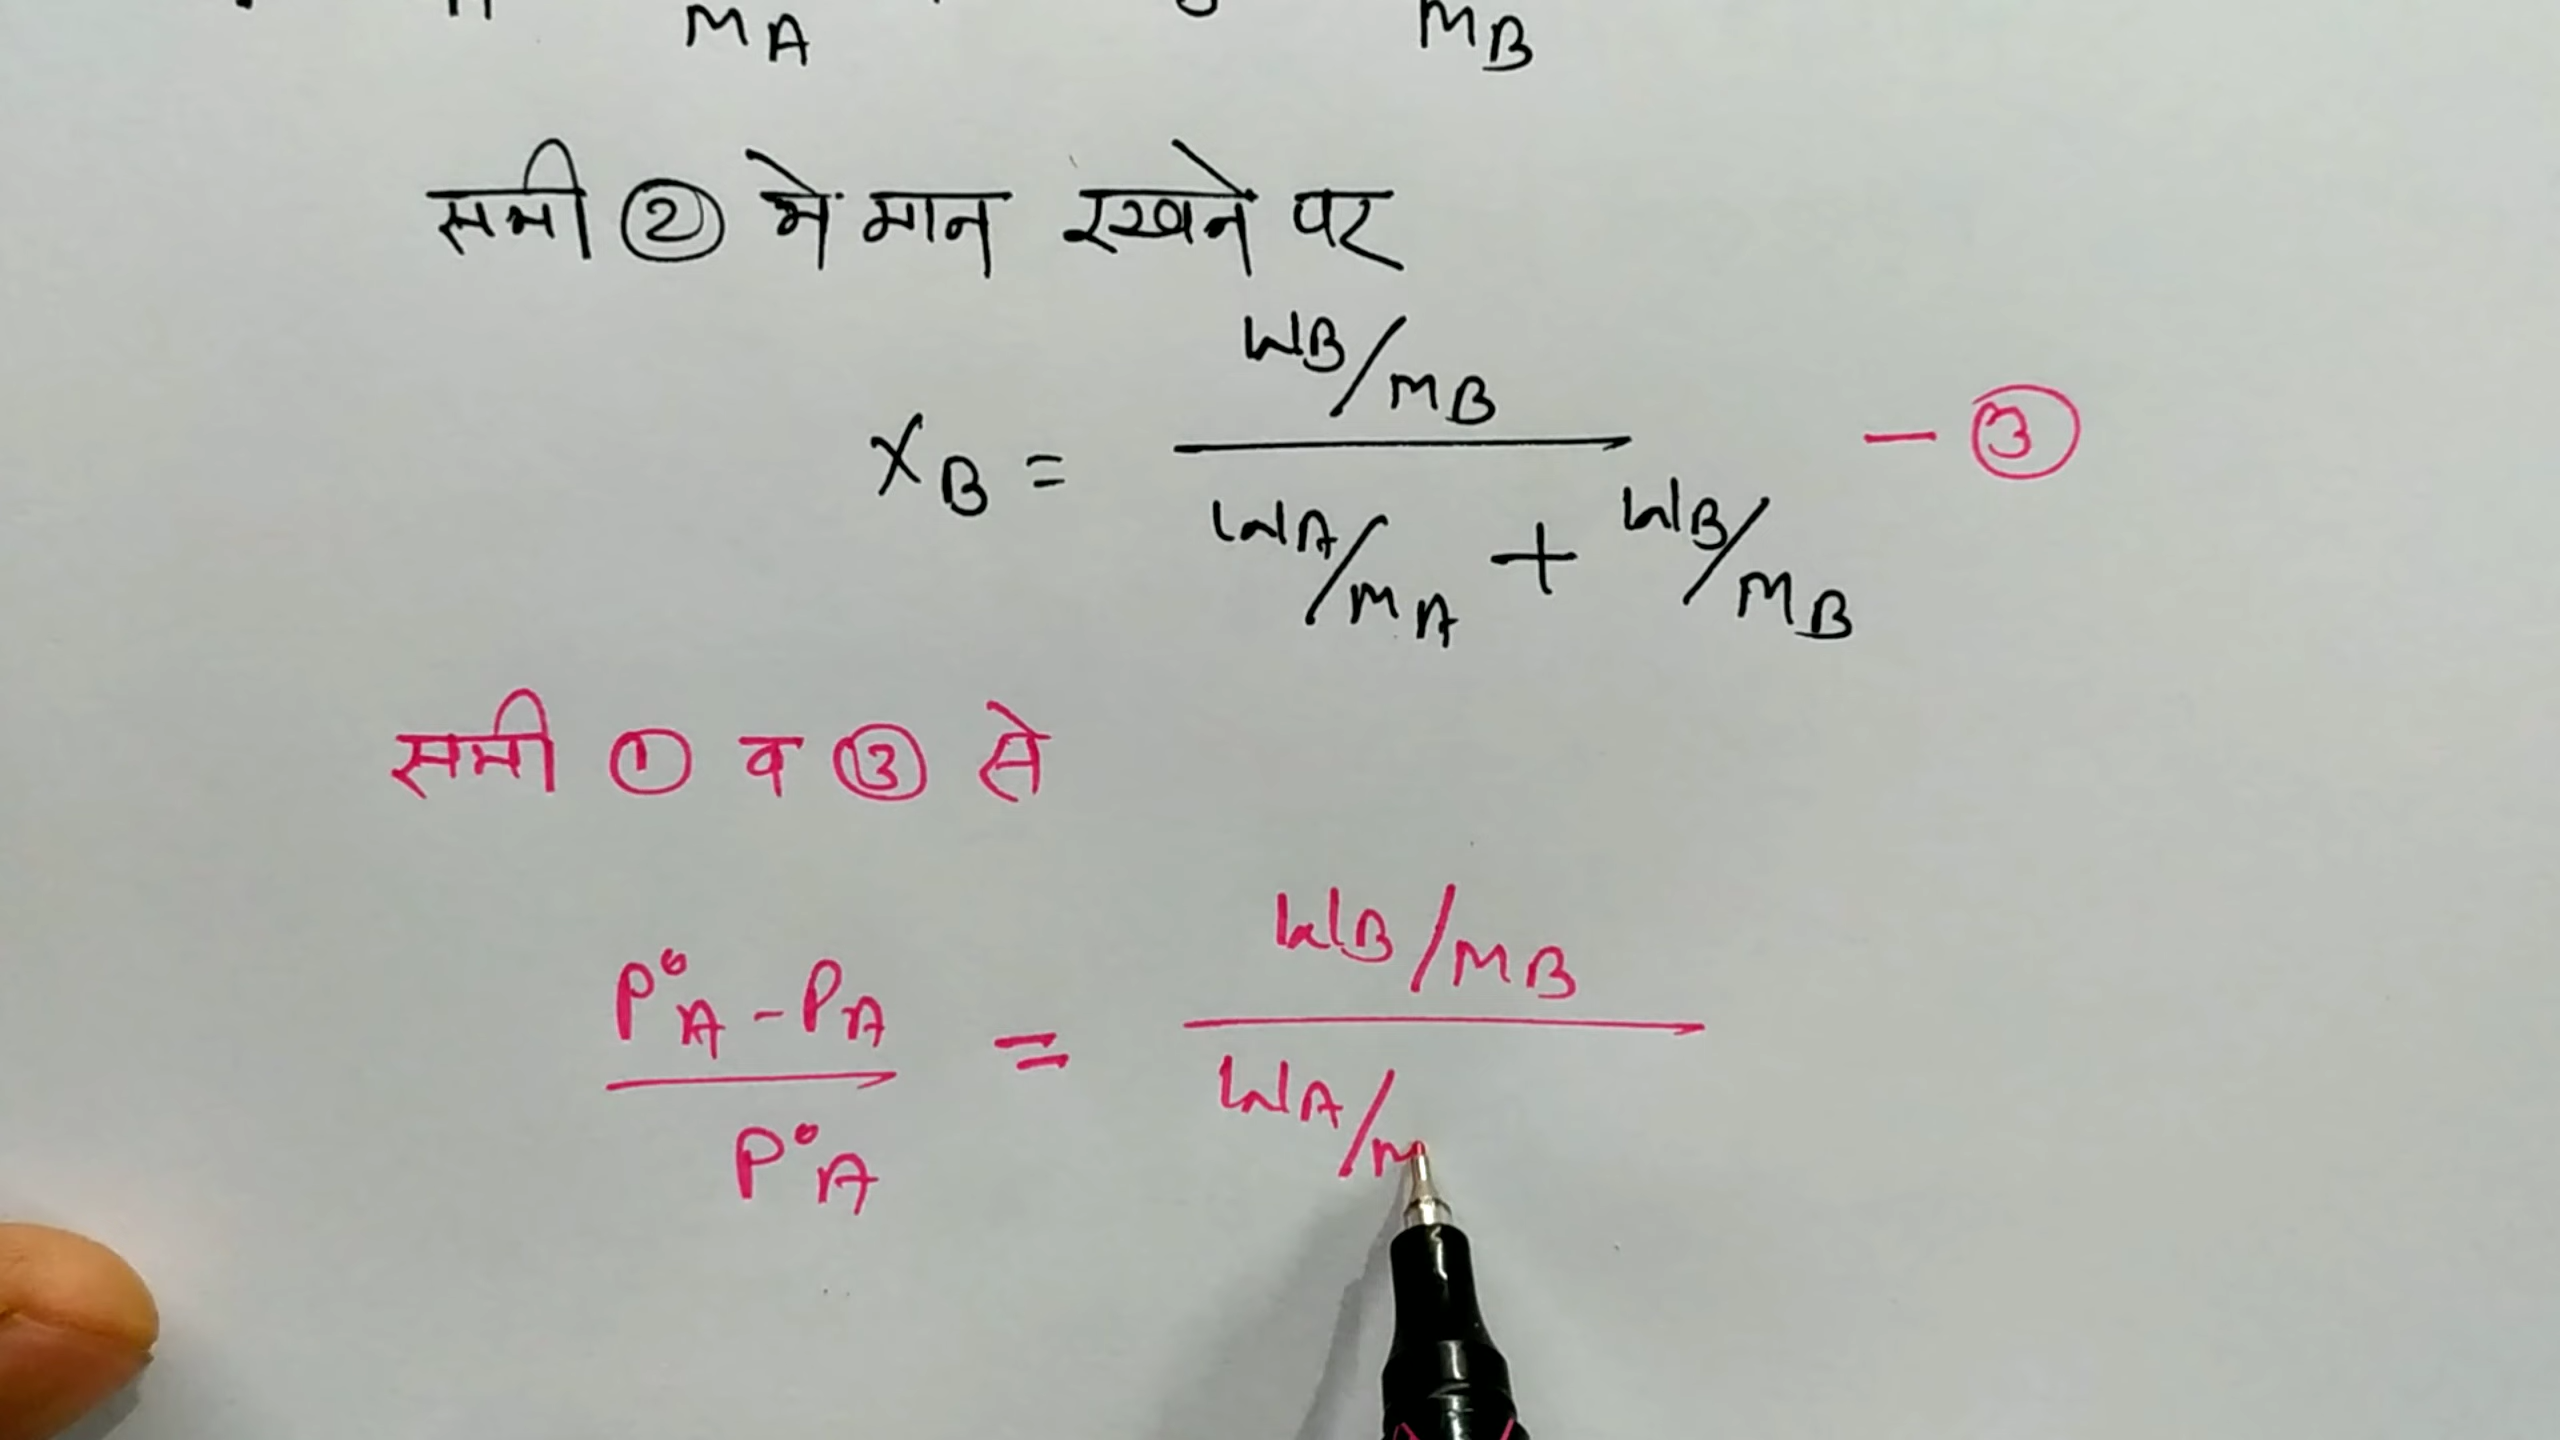 MA MB
समी ② में मान रखने पर
WB/MB
XB = — ③
WA/MA + WB/MB
समी ① व ③ से
P°A - PA = WB/MB
P°A WA/M